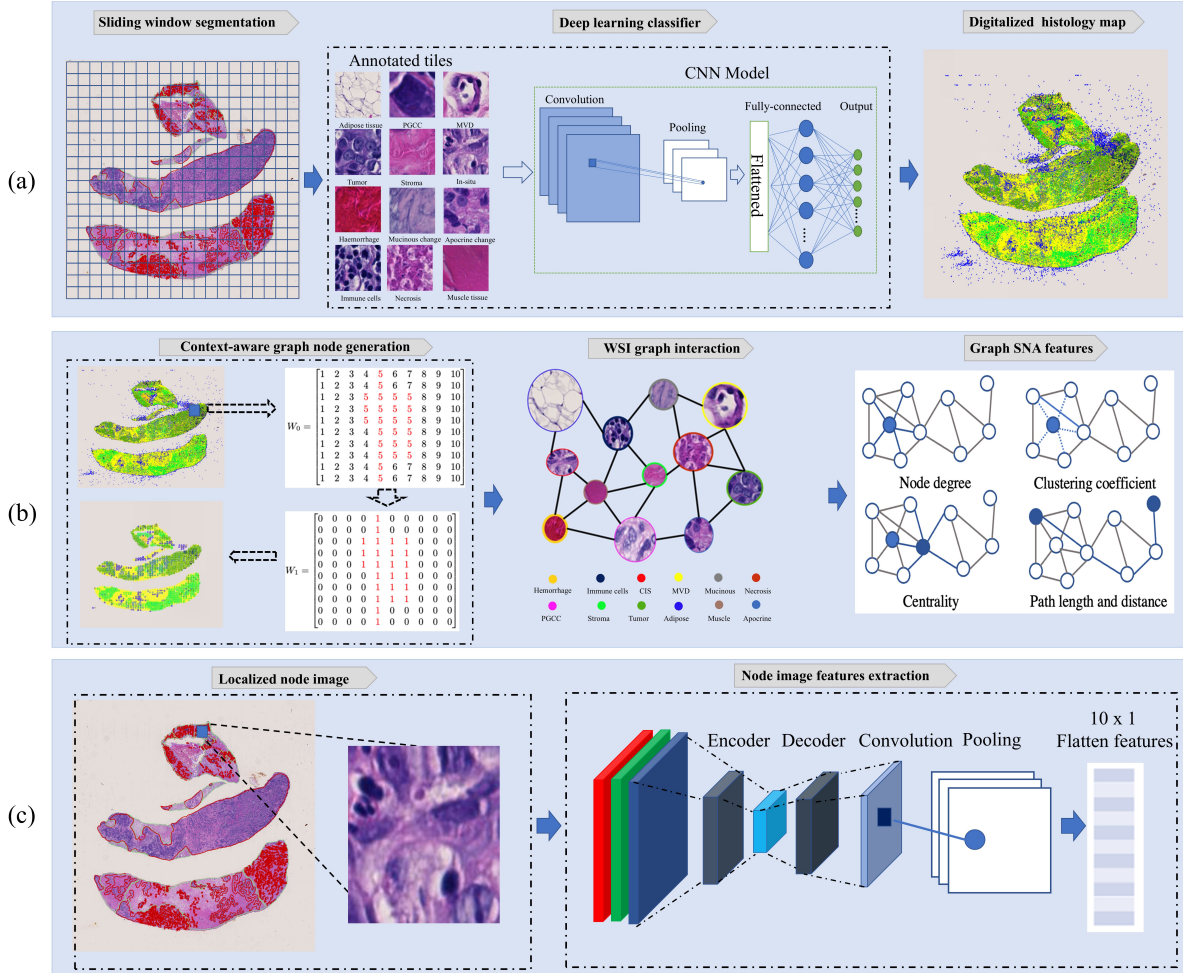 Sliding window segmentation
Deep learning classifier
Digitalized histology map
(a)
Annotated tiles
CNN Model
Adipose tissue
PGCC
MVD
Tumor
Stroma
In-situ
Haemorrhage
Mucinous change
Apocrine change
Immune cells
Necrosis
Muscle tissue
Convolution
Pooling
Flattened
Fully-connected
Output
(b)
Context-aware graph node generation
WSI graph interaction
Graph SNA features
W0 =
1 2 3 4 5 6 7 8 9 10
1 2 3 4 5 5 5 8 9 10
1 2 3 5 5 5 5 8 9 10
1 2 3 5 5 5 5 8 9 10
1 2 3 5 5 5 5 8 9 10
1 2 3 4 5 5 5 8 9 10
1 2 3 4 5 5 5 8 9 10
1 2 3 4 5 5 5 8 9 10
1 2 3 4 5 6 7 8 9 10
1 2 3 4 5 6 7 8 9 10
W1 =
0 0 0 0 1 0 0 0 0 0
0 0 0 0 1 0 0 0 0 0
0 0 0 1 1 1 1 0 0 0
0 0 0 1 1 1 1 0 0 0
0 0 0 1 1 1 1 0 0 0
0 0 0 0 1 1 1 0 0 0
0 0 0 0 1 1 1 0 0 0
0 0 0 0 1 1 1 0 0 0
0 0 0 0 1 0 0 0 0 0
0 0 0 0 1 0 0 0 0 0
Hemorrhage
Immune cells
CIS
MVD
Mucinous
Necrosis
PGCC
Stroma
Tumor
Adipose
Muscle
Apocrine
Node degree
Clustering coefficient
Centrality
Path length and distance
(c)
Localized node image
Node image features extraction
Encoder
Decoder
Convolution
Pooling
10 x 1
Flatten features